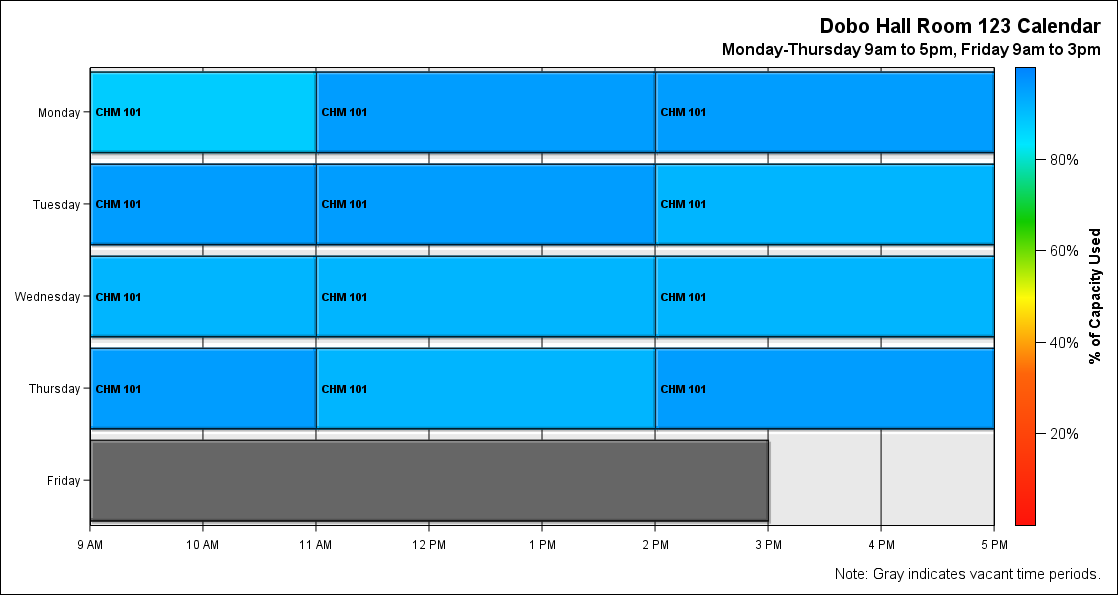 Dobo Hall Room 123 Calendar
Monday-Thursday 9am to 5pm, Friday 9am to 3pm
Monday
CHM 101
CHM 101
CHM 101
Tuesday
CHM 101
CHM 101
CHM 101
Wednesday
CHM 101
CHM 101
CHM 101
Thursday
CHM 101
CHM 101
CHM 101
Friday
9 AM
10 AM
11 AM
12 PM
1 PM
2 PM
3 PM
4 PM
5 PM
80%
60%
40%
20%
% of Capacity Used
Note: Gray indicates vacant time periods.